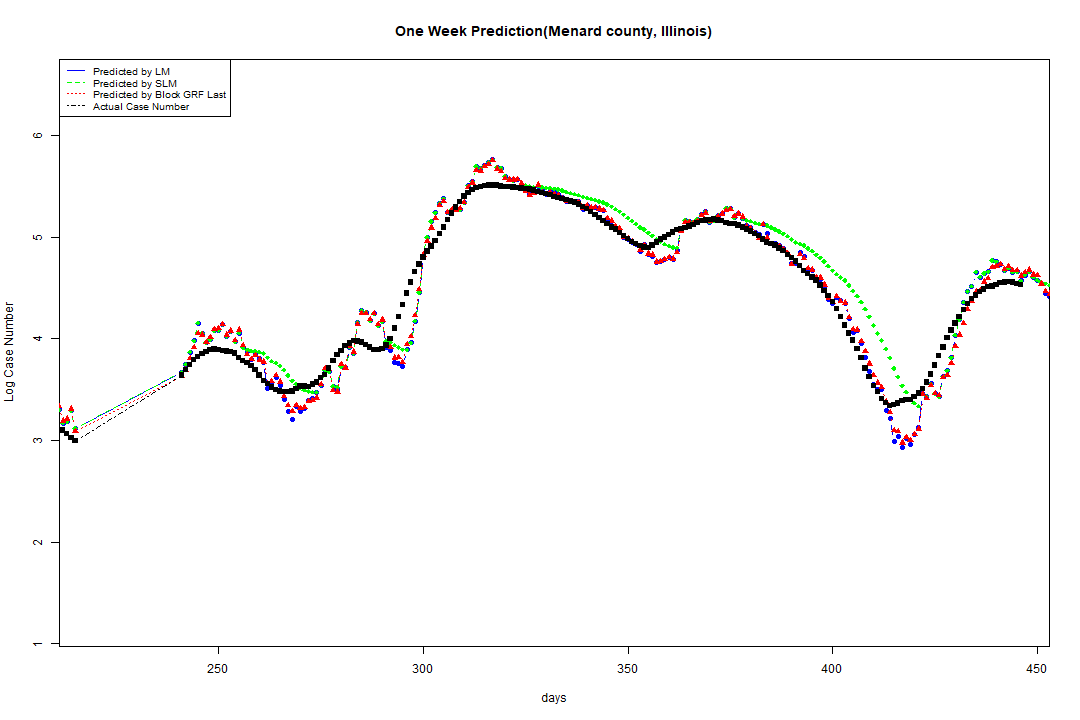 One Week Prediction(Menard county, Illinois)
Predicted by LM
Predicted by SLM
Predicted by Block GRF Last
Actual Case Number
6
5
4
3
2
1
Log Case Number
250 300 350 400 450
days